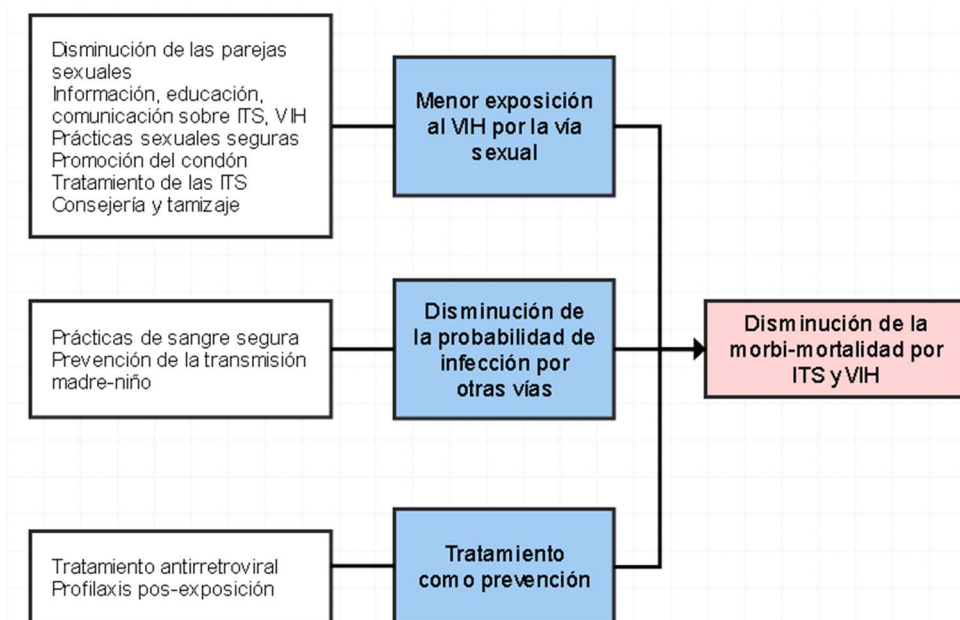 Disminución de las parejas
sexuales
Información, educación,
comunicación sobre ITS, VIH
Prácticas sexuales seguras
Promoción del condón
Tratamiento de las ITS
Consejería y tamizaje
Menor exposición
al VIH por la vía
sexual
Prácticas de sangre segura
Prevención de la transmisión
madre-niño
Disminución de
la probabilidad de
infección por
otras vías
Disminución de la
morbi-mortalidad por
ITS y VIH
Tratamiento antirretroviral
Profilaxis pos-exposición
Tratamiento
como prevención